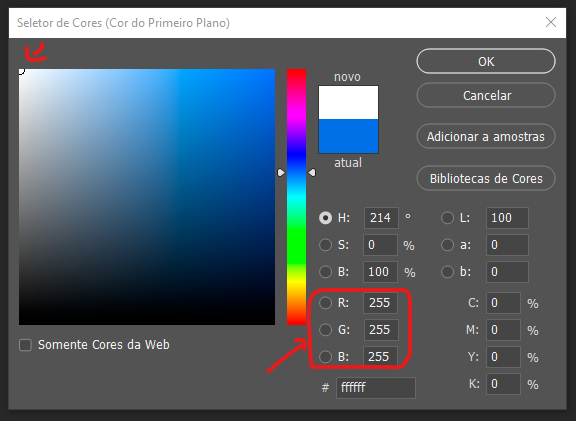 Seletor de Cores (Cor do Primeiro Plano)
novo
atual
OK
Cancelar
Adicionar a amostras
Bibliotecas de Cores
H: 214 °
S: 0 %
B: 100 %
R: 255
G: 255
B: 255
# ffffff
L: 100
a: 0
b: 0
C: 0 %
M: 0 %
Y: 0 %
K: 0 %
Somente Cores da Web